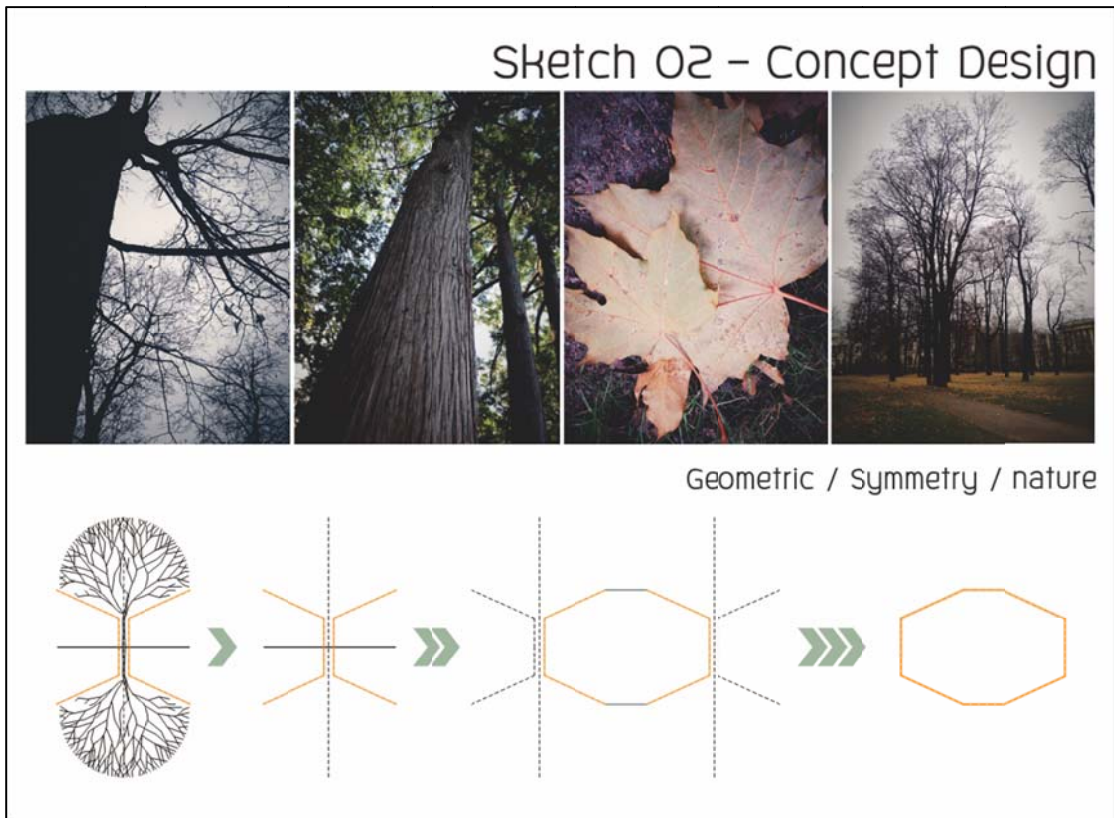 Sketch 02 – Concept Design
Geometric / Symmetry / nature